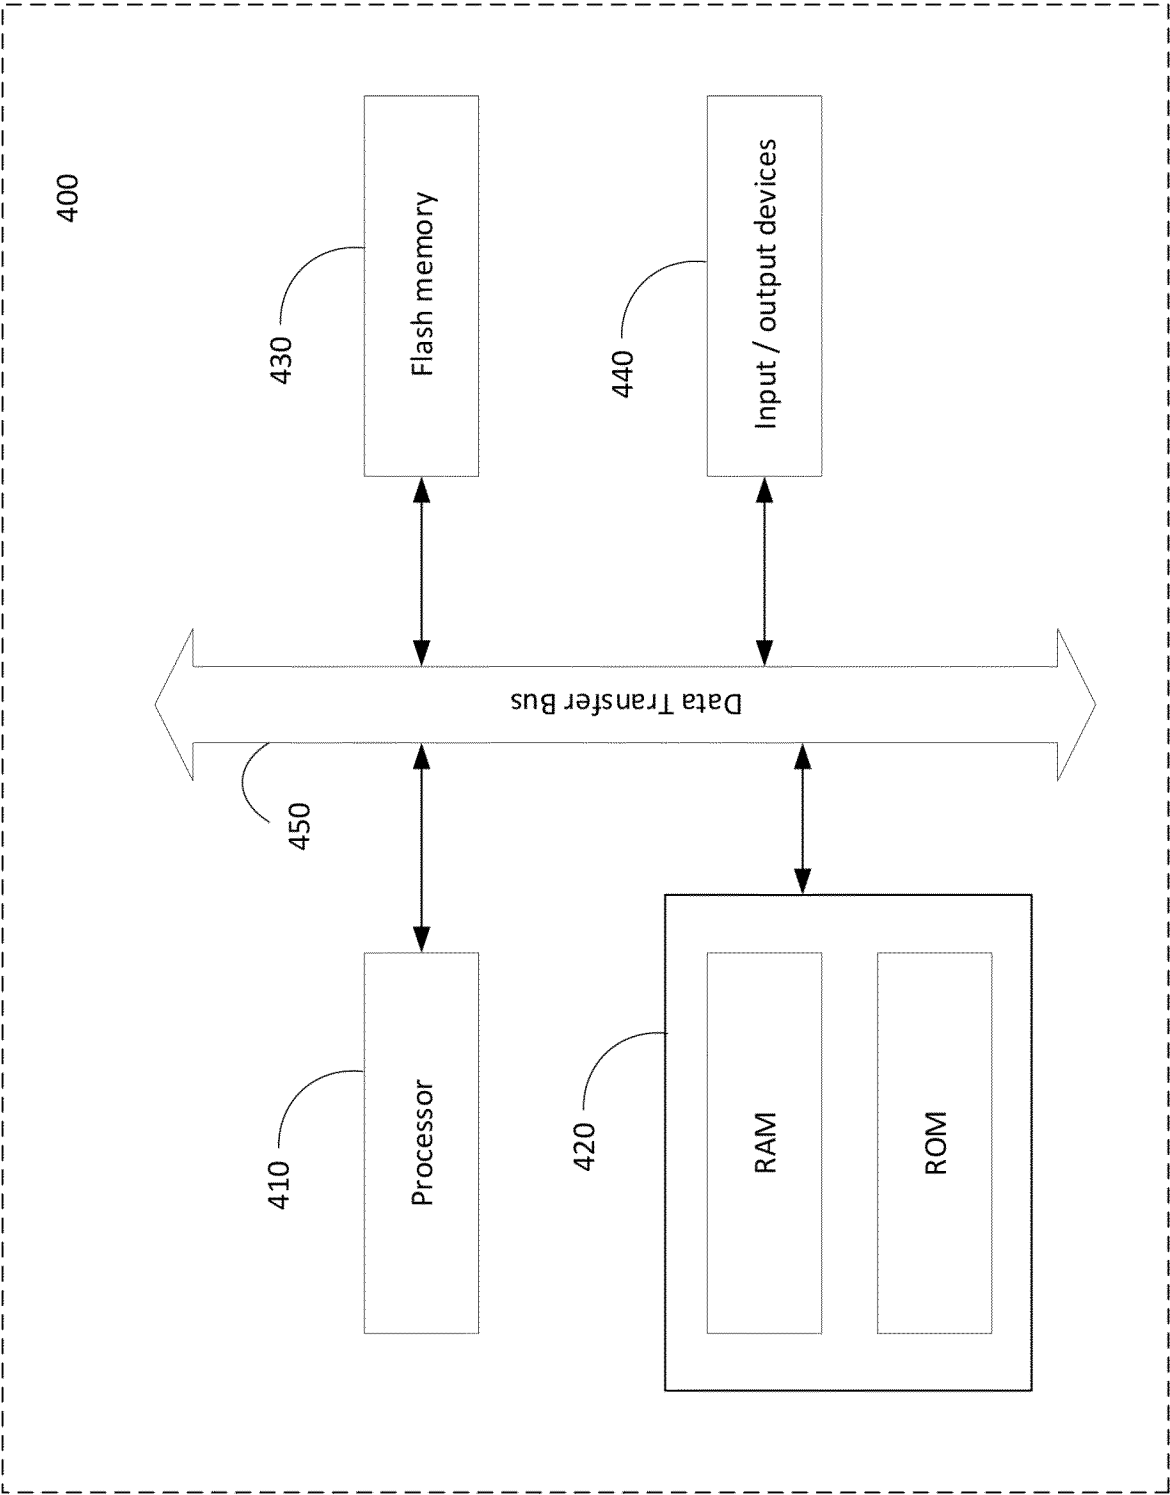 400
410
Processor
430
Flash memory
450
Data Transfer Bus
420
RAM
ROM
440
Input / output devices